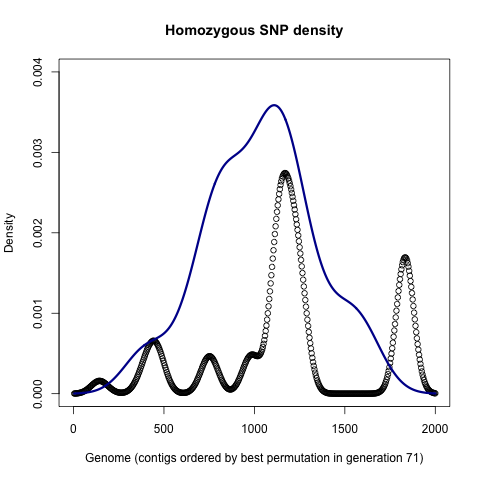 Homozygous SNP density
0.004
0.003
0.002
0.001
0.000
Density
0 500 1000 1500 2000
Genome (contigs ordered by best permutation in generation 71)